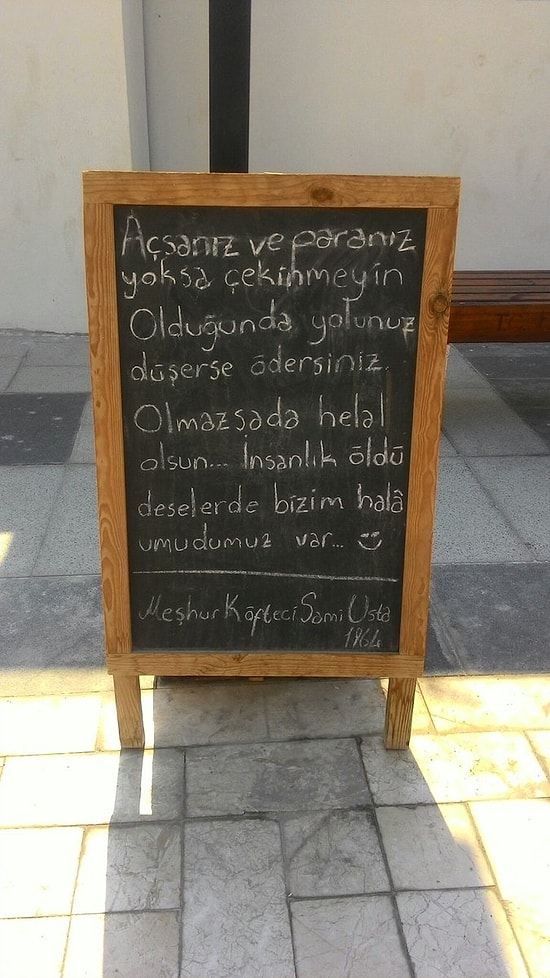 Açsanız ve paranız
yoksa çekinmeyin
Olduğunda yolunuz
düşerse ödersiniz.
Olmazsada helal
olsun... İnsanlık öldü
deselerde bizim halâ
umudumuz var... :)
Meşhur Köfteci Sami Usta
1964